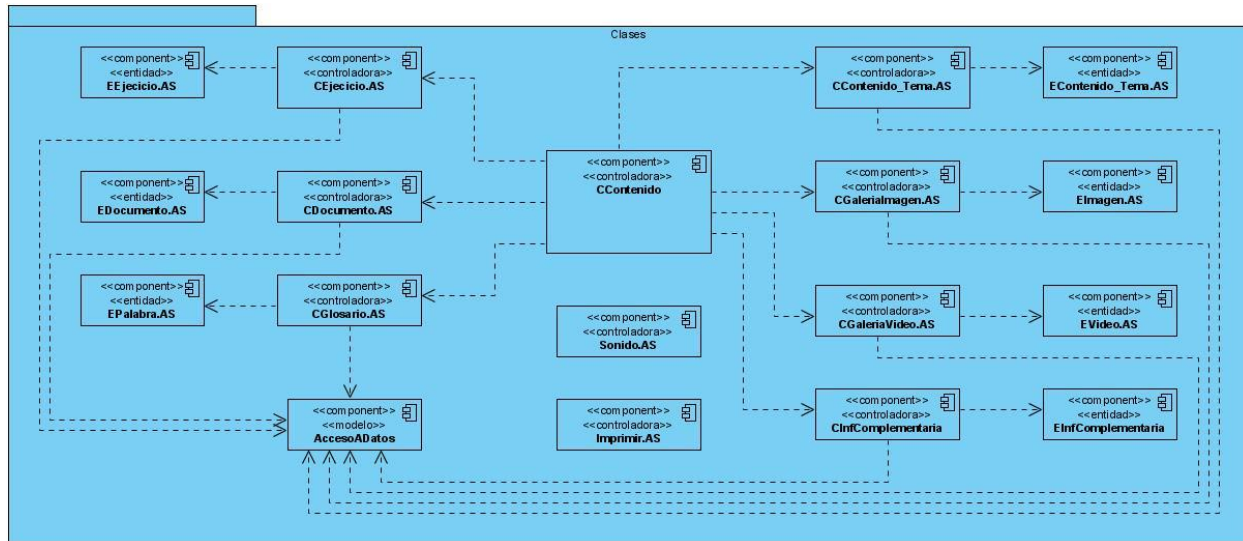 Clases
<<component>>
<<entidad>>
EEjecicio.AS
<<component>>
<<controladora>>
CEjecicio.AS
<<component>>
<<controladora>>
CContenido_Tema.AS
<<component>>
<<entidad>>
EContenido_Tema.AS
<<component>>
<<controladora>>
CContenido
<<component>>
<<entidad>>
EDocumento.AS
<<component>>
<<controladora>>
CDocumento.AS
<<component>>
<<controladora>>
CGaleriaImagen.AS
<<component>>
<<entidad>>
EImagen.AS
<<component>>
<<entidad>>
EPalabra.AS
<<component>>
<<controladora>>
CGlosario.AS
<<component>>
<<controladora>>
Sonido.AS
<<component>>
<<controladora>>
CGaleriaVideo.AS
<<component>>
<<entidad>>
EVideo.AS
<<component>>
<<modelo>>
AccesoADatos
<<component>>
<<controladora>>
Imprimir.AS
<<component>>
<<controladora>>
CInfComplementaria
<<component>>
<<entidad>>
EInfComplementaria